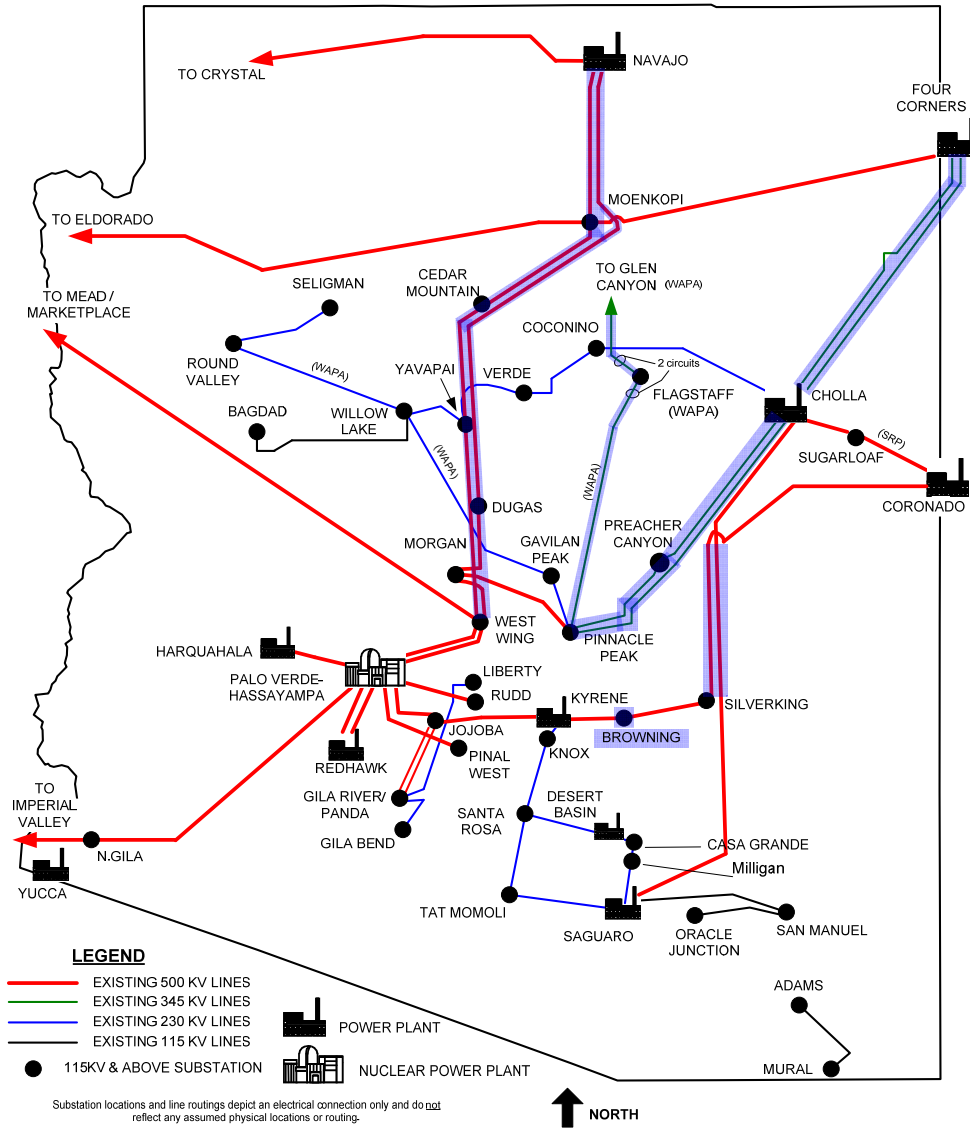 NAVAJO
TO CRYSTAL
FOUR
CORNERS
MOENKOPI
TO ELDORADO
CEDAR
MOUNTAIN
TO GLEN
CANYON (WAPA)
SELIGMAN
TO MEAD /
MARKETPLACE
COCONINO
2 circuits
ROUND
VALLEY
(WAPA)
YAVAPAI
VERDE
FLAGSTAFF
(WAPA)
CHOLLA
BAGDAD
WILLOW
LAKE
(SRP)
SUGARLOAF
(WAPA)
(WAPA)
CORONADO
DUGAS
PREACHER
CANYON
MORGAN
GAVILAN
PEAK
WEST
WING
PINNACLE
PEAK
HARQUAHALA
PALO VERDE-
HASSAYAMPA
LIBERTY
RUDD
KYRENE
SILVERKING
JOJOBA
BROWNING
REDHAWK
PINAL
WEST
KNOX
TO
IMPERIAL
VALLEY
GILA RIVER/
PANDA
SANTA
ROSA
DESERT
BASIN
GILA BEND
CASA GRANDE
N.GILA
Milligan
YUCCA
TAT MOMOLI
SAGUARO
ORACLE
JUNCTION
SAN MANUEL
LEGEND
EXISTING 500 KV LINES
EXISTING 345 KV LINES
EXISTING 230 KV LINES
EXISTING 115 KV LINES
115KV & ABOVE SUBSTATION
POWER PLANT
NUCLEAR POWER PLANT
ADAMS
MURAL
Substation locations and line routings depict an electrical connection only and do not
reflect any assumed physical locations or routing.
NORTH